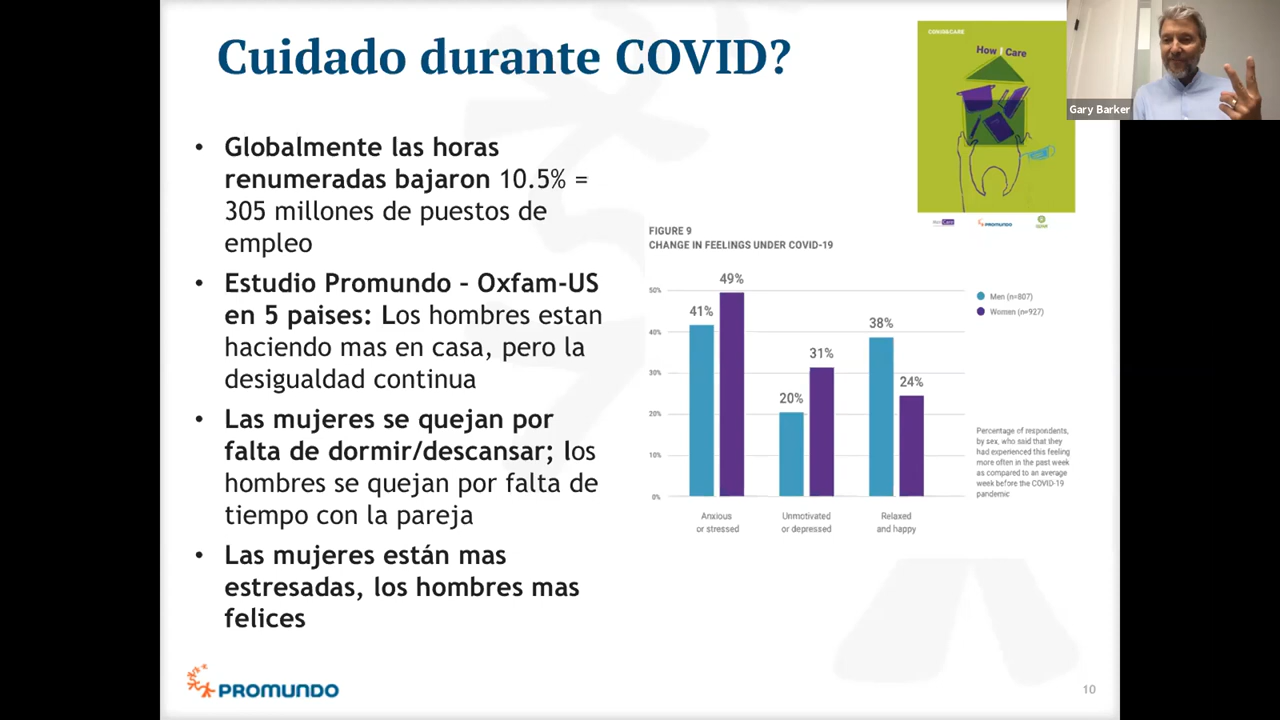 Cuidado durante COVID?
• Globalmente las horas
renumeradas bajaron 10.5% =
305 millones de puestos de
empleo
• Estudio Promundo – Oxfam-US
en 5 paises: Los hombres estan
haciendo mas en casa, pero la
desigualdad continua
• Las mujeres se quejan por
falta de dormir/descansar; los
hombres se quejan por falta de
tiempo con la pareja
• Las mujeres están mas
estresadas, los hombres mas
felices
How I Care
PROMUNDO
Gary Barker
FIGURE 9
CHANGE IN FEELINGS UNDER COVID-19
50%
40%
30%
20%
10%
0%
41%
49%
20%
31%
38%
24%
Anxious
or stressed
Unmotivated
or depressed
Relaxed
and happy
Men (n=807)
Women (n=927)
Percentage of respondents,
by sex, who said that they
had experienced this feeling
more often in the past week
as compared to an average
week before the COVID-19
pandemic
PROMUNDO
10